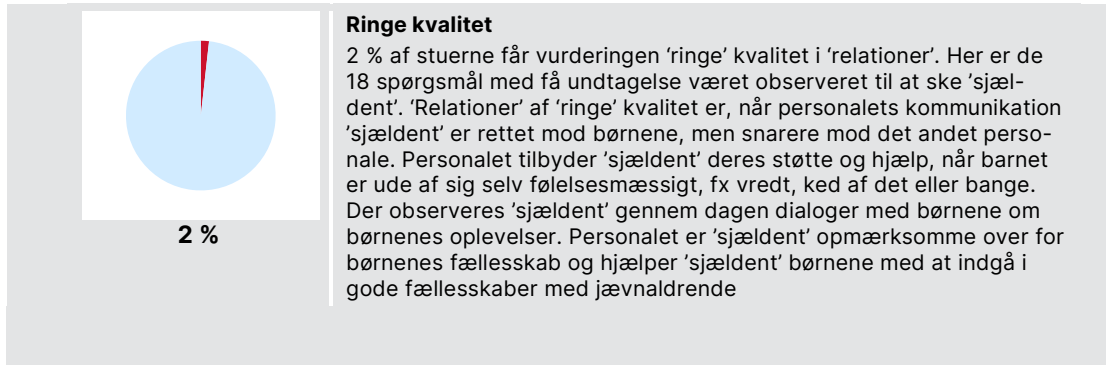 Ringe kvalitet
2 % af stuerne får vurderingen ‘ringe’ kvalitet i ‘relationer’. Her er de
18 spørgsmål med få undtagelse været observeret til at ske ’sjæl-
dent’. ‘Relationer’ af ‘ringe’ kvalitet er, når personalets kommunikation
’sjældent’ er rettet mod børnene, men snarere mod det andet perso-
nale. Personalet tilbyder ’sjældent’ deres støtte og hjælp, når barnet
er ude af sig selv følelsesmæssigt, fx vredt, ked af det eller bange.
Der observeres ’sjældent’ gennem dagen dialoger med børnene om
børnenes oplevelser. Personalet er ’sjældent’ opmærksomme over for
børnenes fællesskab og hjælper ’sjældent’ børnene med at indgå i
gode fællesskaber med jævnaldrende
2 %